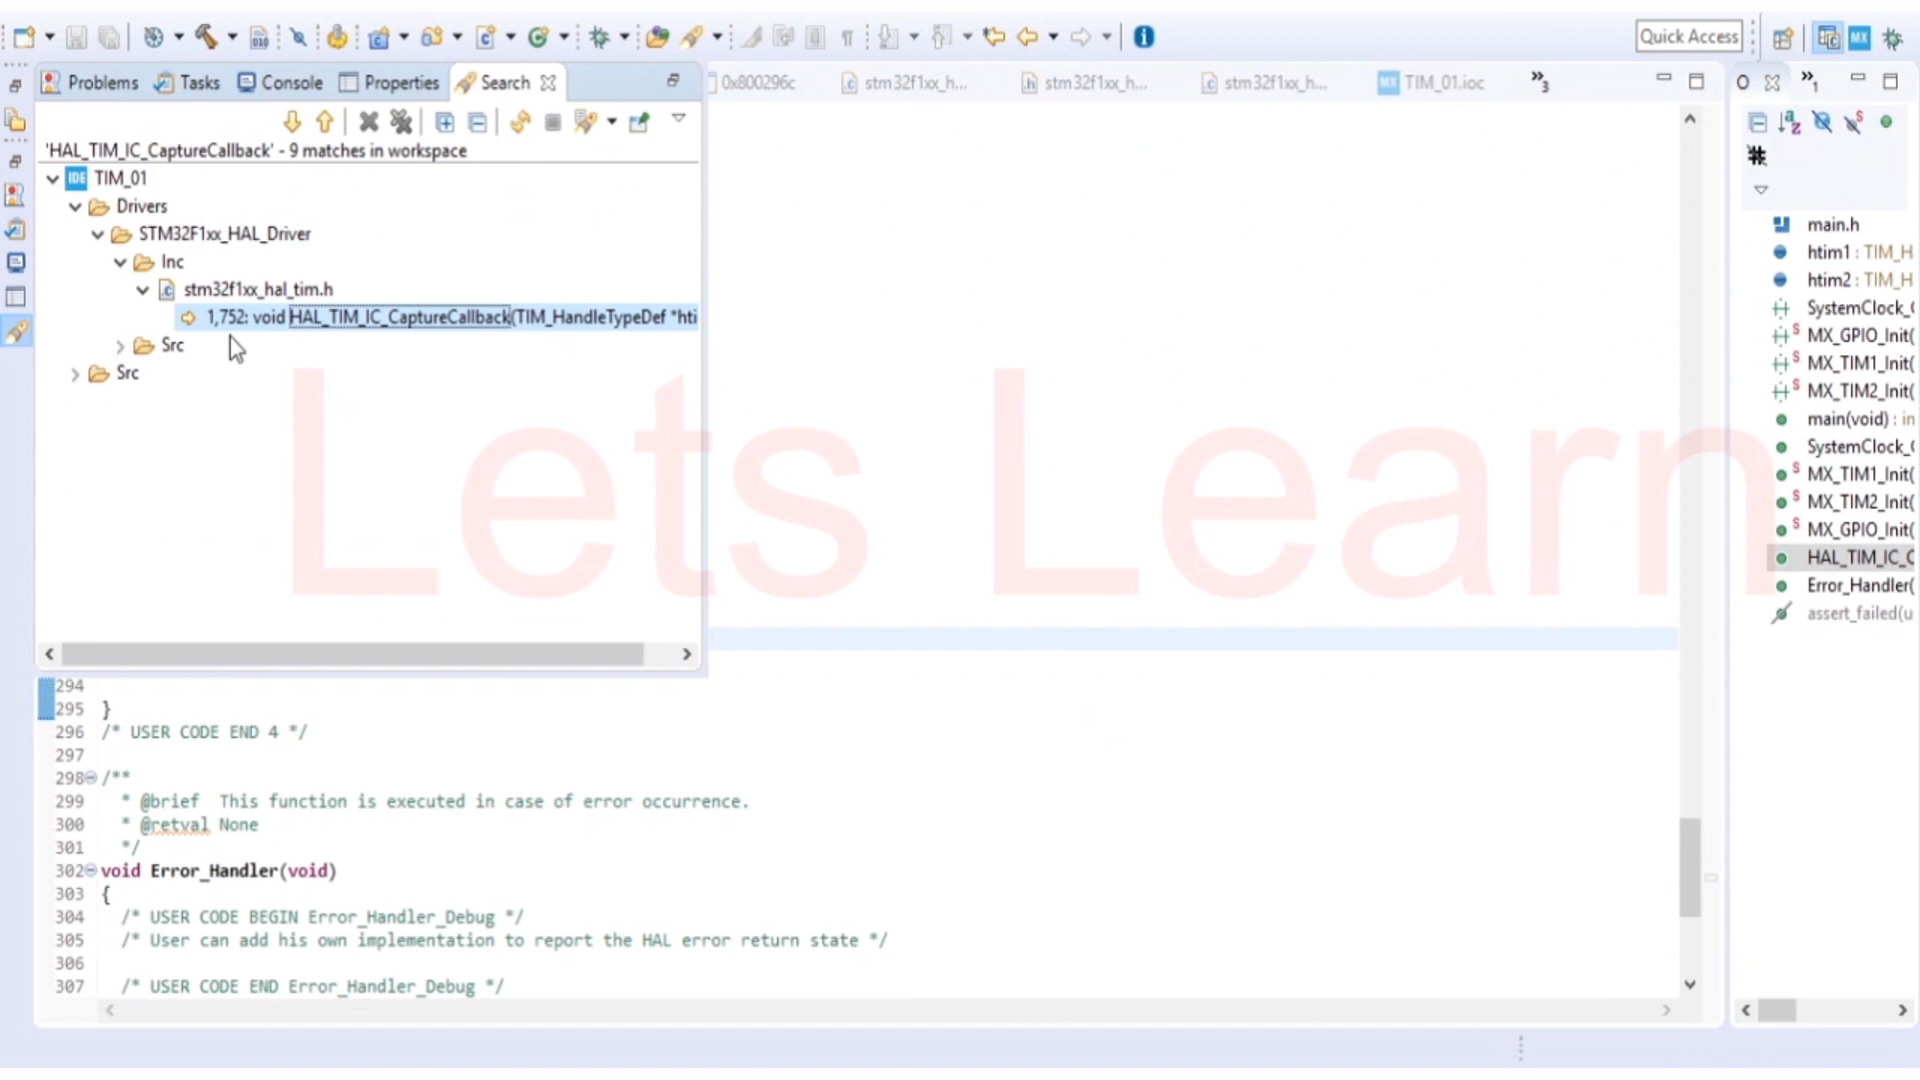 Quick Access
Problems Tasks Console Properties Search 0x800296c stm32f1xx_h... stm32f1xx_h... stm32f1xx_h... TIM_01.ioc 3
'HAL_TIM_IC_CaptureCallback' - 9 matches in workspace
TIM_01
Drivers
STM32F1xx_HAL_Driver
Inc
stm32f1xx_hal_tim.h
1,752: void HAL_TIM_IC_CaptureCallback(TIM_HandleTypeDef *hti
Src
Src
Lets Learn
294
295 }
296 /* USER CODE END 4 */
297
298 /**
299 * @brief This function is executed in case of error occurrence.
300 * @retval None
301 */
302 void Error_Handler(void)
303 {
304 /* USER CODE BEGIN Error_Handler_Debug */
305 /* User can add his own implementation to report the HAL error return state */
306
307 /* USER CODE END Error_Handler_Debug */
O 1
main.h
htim1 : TIM_H
htim2 : TIM_H
SystemClock_
MX_GPIO_Init(
MX_TIM1_Init(
MX_TIM2_Init(
main(void) : in
SystemClock_
MX_TIM1_Init(
MX_TIM2_Init(
MX_GPIO_Init(
HAL_TIM_IC_C
Error_Handler(
assert_failed(u